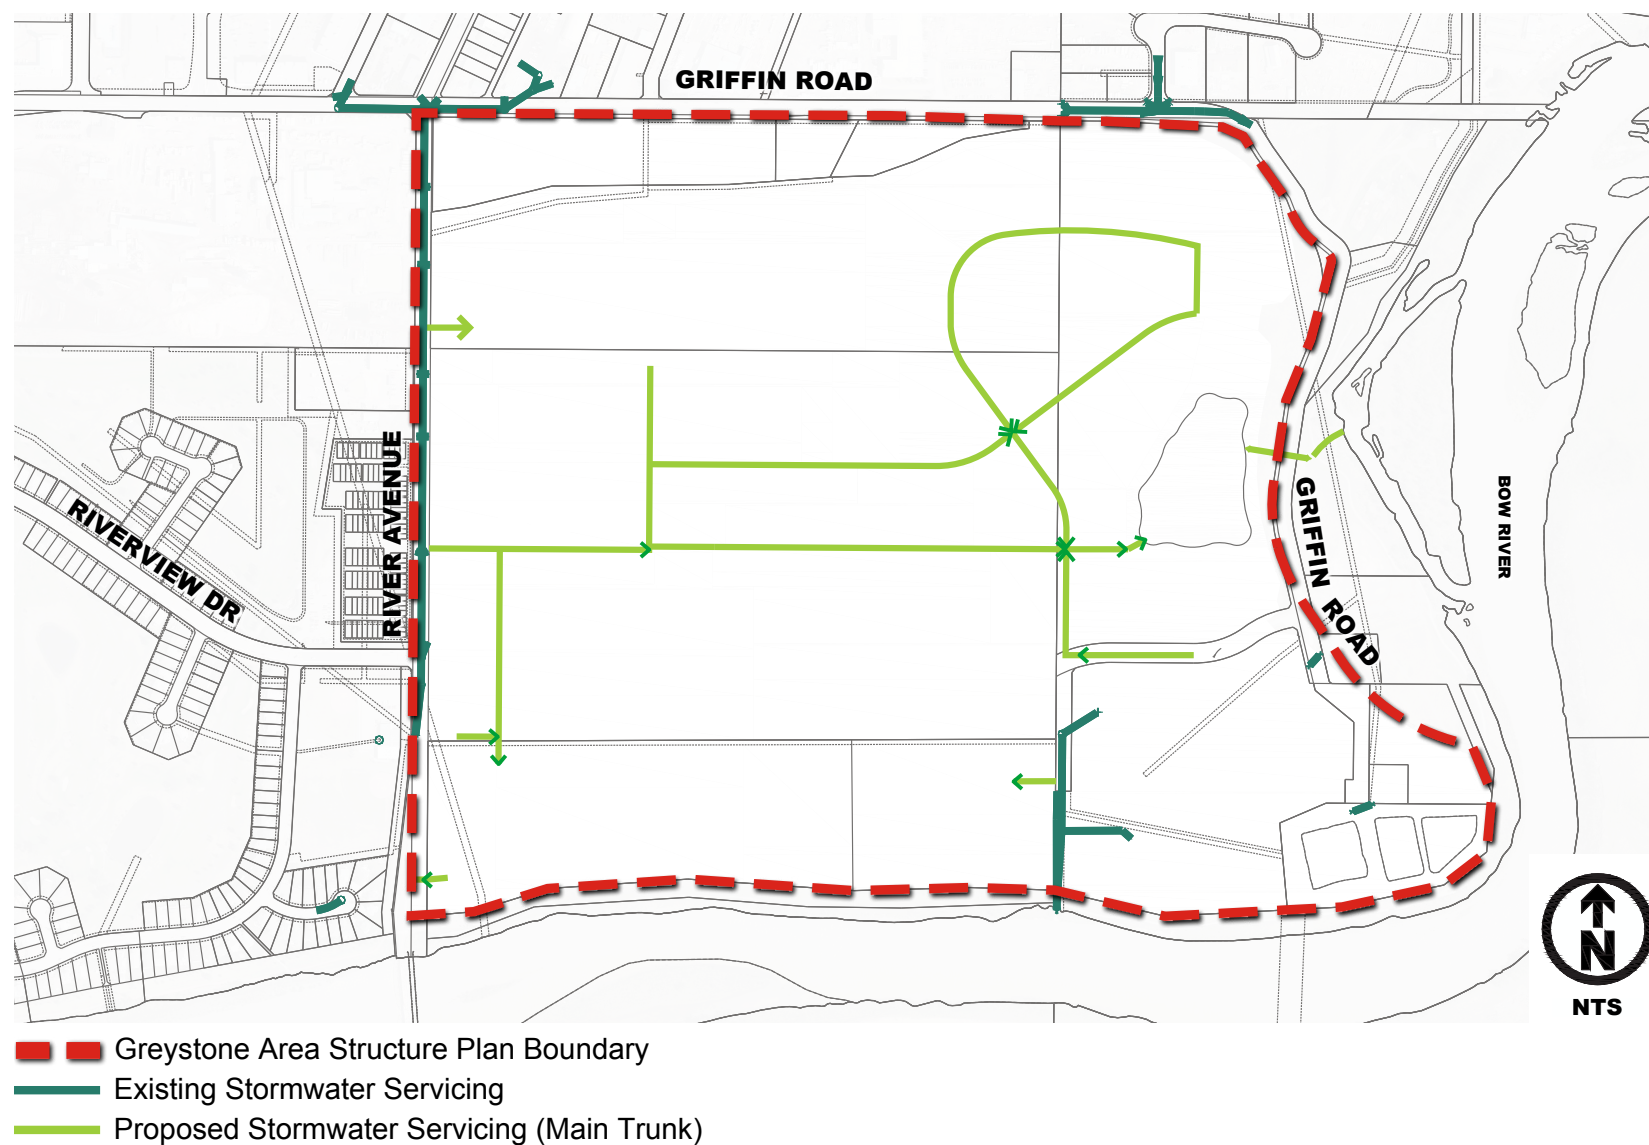 GRIFFIN ROAD
RIVER AVENUE
RIVERVIEW DR
GRIFFIN ROAD
BOW RIVER
N
NTS
Greystone Area Structure Plan Boundary
Existing Stormwater Servicing
Proposed Stormwater Servicing (Main Trunk)